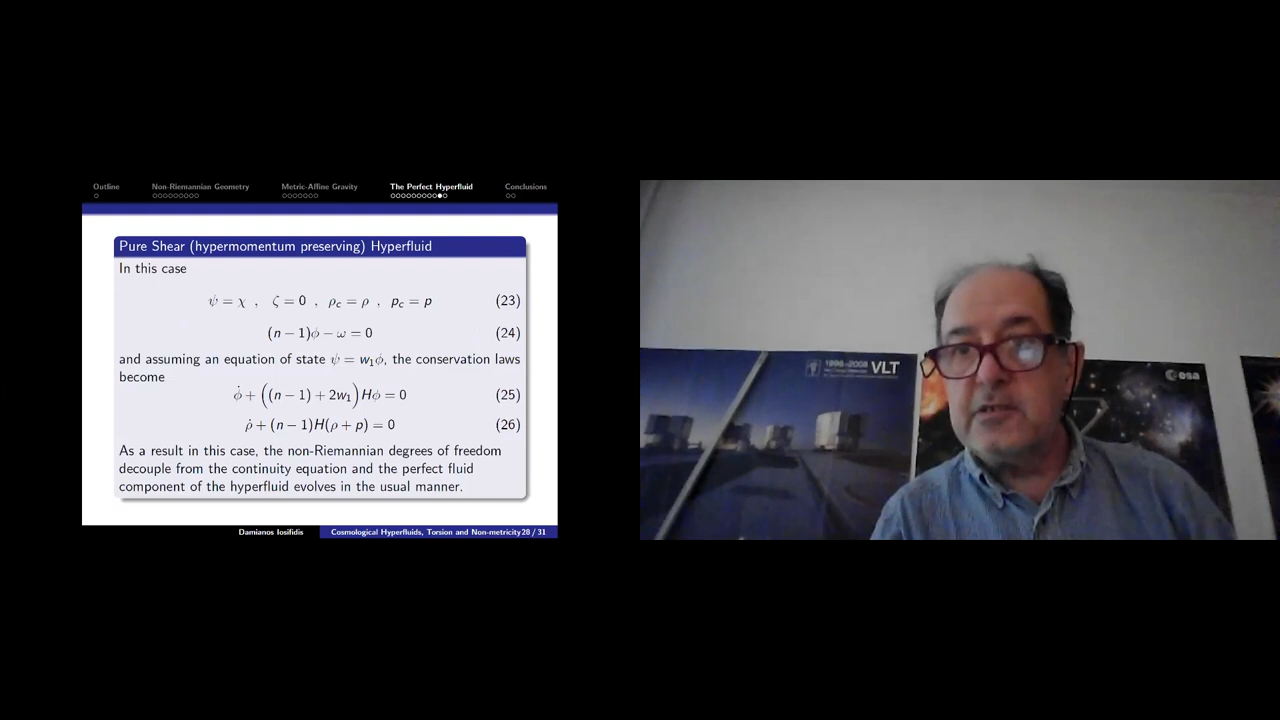 Outline Non-Riemannian Geometry Metric-Affine Gravity The Perfect Hyperfluid Conclusions
Pure Shear (hypermomentum preserving) Hyperfluid
In this case
ψ = χ , ζ = 0 , ρ_c = ρ , p_c = p (23)
(n − 1)ϕ − ω = 0 (24)
and assuming an equation of state ψ = w₁ϕ, the conservation laws
become
ϕ̇ + ((n − 1) + 2w₁)Hϕ = 0 (25)
ρ̇ + (n − 1)H(ρ + p) = 0 (26)
As a result in this case, the non-Riemannian degrees of freedom
decouple from the continuity equation and the perfect fluid
component of the hyperfluid evolves in the usual manner.
Damianos Iosifidis Cosmological Hyperfluids, Torsion and Non-metricity 28 / 31
1998-2008 VLT
esa